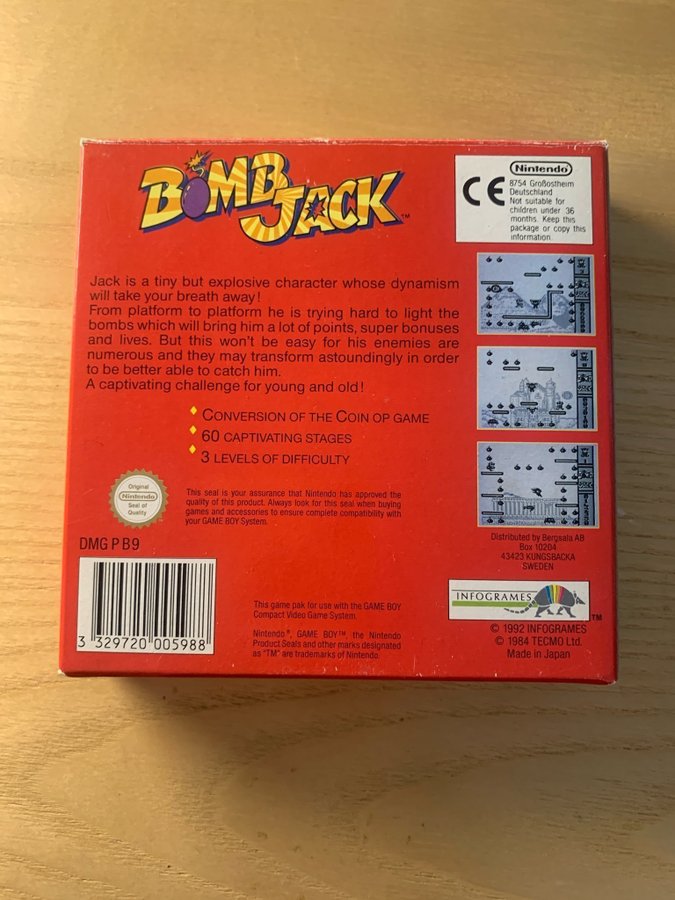 BOMB JACK™
Nintendo
CE
8754 Großostheim
Deutschland
Not suitable for
children under 36
months. Keep this
package or copy this
information.
Jack is a tiny but explosive character whose dynamism
will take your breath away!
From platform to platform he is trying hard to light the
bombs which will bring him a lot of points, super bonuses
and lives. But this won't be easy for his enemies are
numerous and they may transform astoundingly in order
to be better able to catch him.
A captivating challenge for young and old!
CONVERSION OF THE COIN OP GAME
60 CAPTIVATING STAGES
3 LEVELS OF DIFFICULTY
Original
Nintendo
Seal of
Quality
This seal is your assurance that Nintendo has approved the
quality of this product. Always look for this seal when buying
games and accessories to ensure complete compatibility with
your GAME BOY System.
Distributed by Bergsala AB
Box 10204
43423 KUNGSBACKA
SWEDEN
DMG P B9
3 329720 005988
This game pak for use with the GAME BOY
Compact Video Game System.
Nintendo®, GAME BOY™, the Nintendo
Product Seals and other marks designated
as "TM" are trademarks of Nintendo.
INFOGRAMES
TM
© 1992 INFOGRAMES
© 1984 TECMO Ltd.
Made in Japan